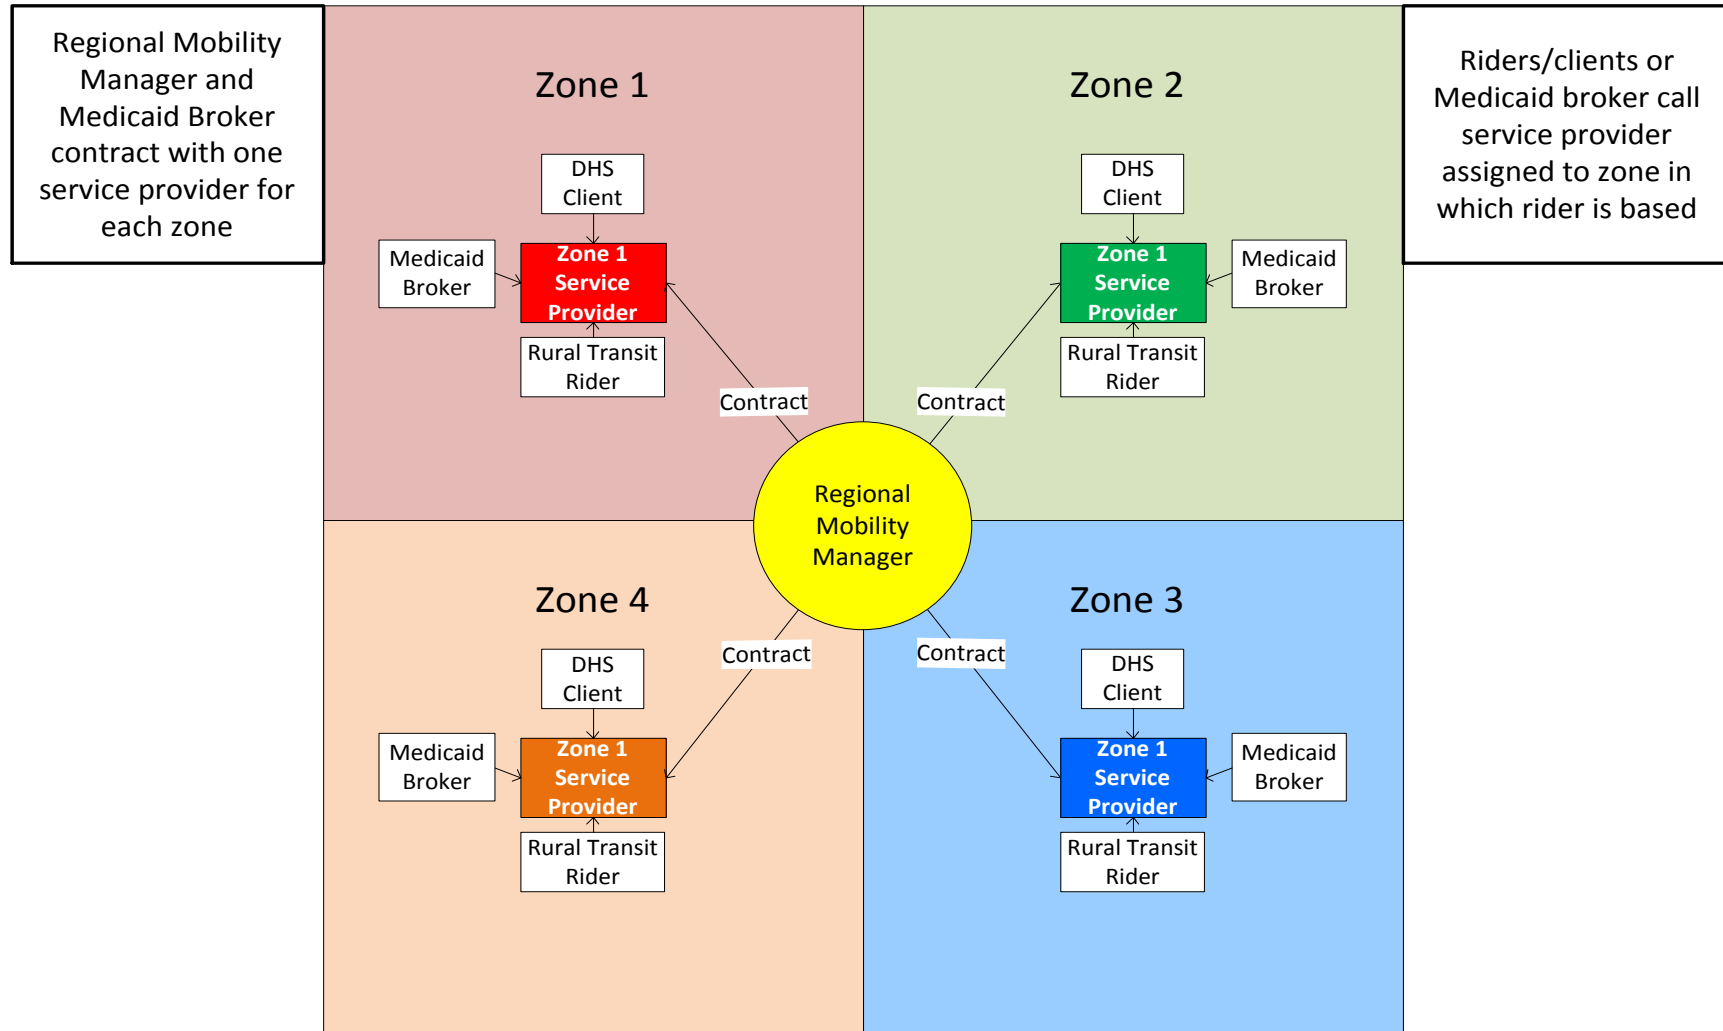 Regional Mobility
Manager and
Medicaid Broker
contract with one
service provider for
each zone
Riders/clients or
Medicaid broker call
service provider
assigned to zone in
which rider is based
Zone 1
DHS
Client
Medicaid
Broker
Zone 1
Service
Provider
Rural Transit
Rider
Contract
Zone 2
DHS
Client
Zone 1
Service
Provider
Medicaid
Broker
Rural Transit
Rider
Contract
Regional
Mobility
Manager
Zone 4
DHS
Client
Medicaid
Broker
Zone 1
Service
Provider
Rural Transit
Rider
Contract
Zone 3
DHS
Client
Zone 1
Service
Provider
Medicaid
Broker
Rural Transit
Rider
Contract